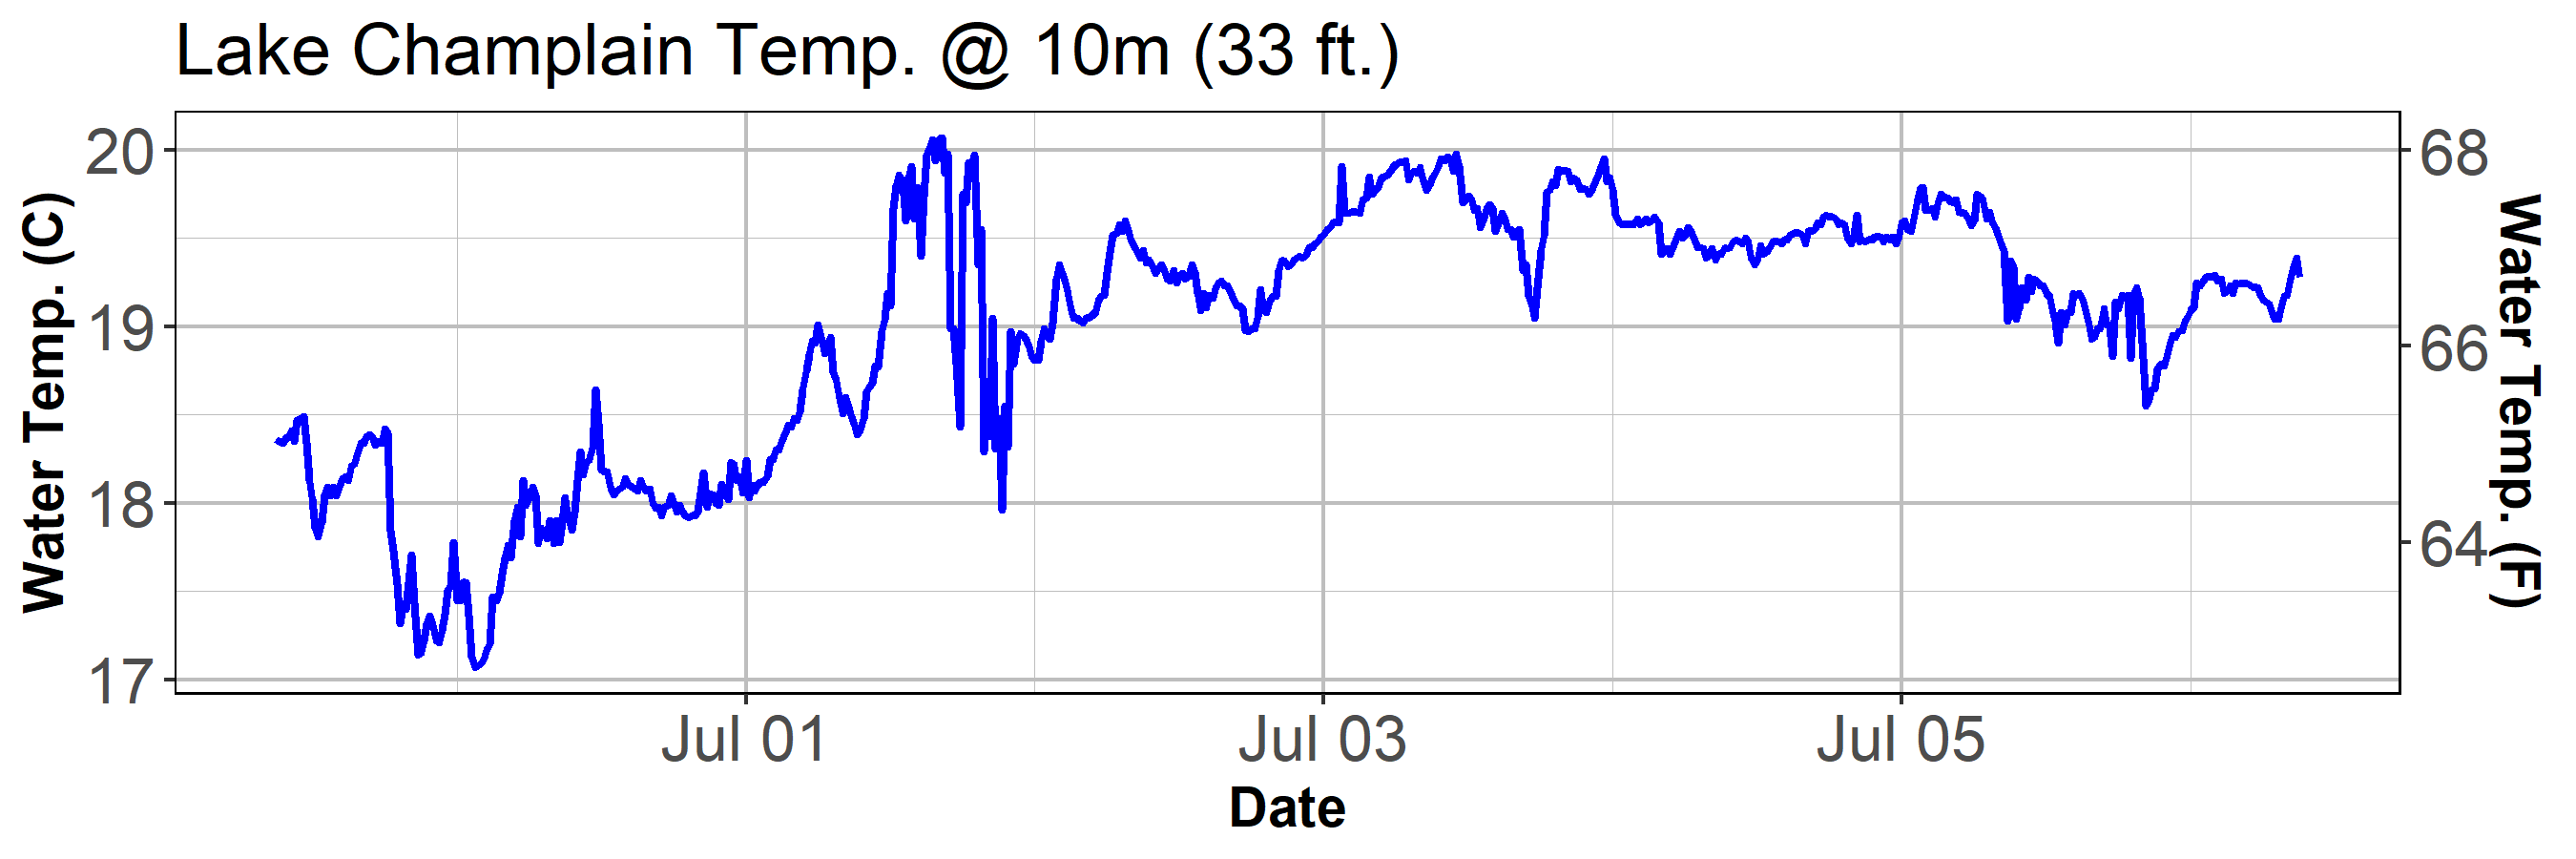 Lake Champlain Temp. @ 10m (33 ft.)
Water Temp. (C)
20
19
18
17
68
66
64
Water Temp. (F)
Jul 01
Jul 03
Jul 05
Date